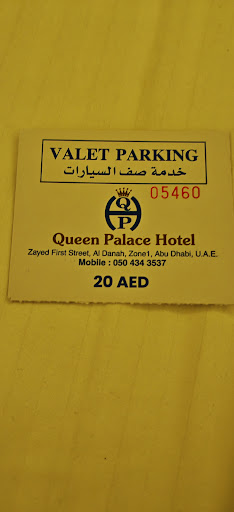 VALET PARKING
خدمة صف السيارات
05460
Q
H
P
Queen Palace Hotel
Zayed First Street, Al Danah, Zone1, Abu Dhabi, U.A.E.
Mobile : 050 434 3537
20 AED